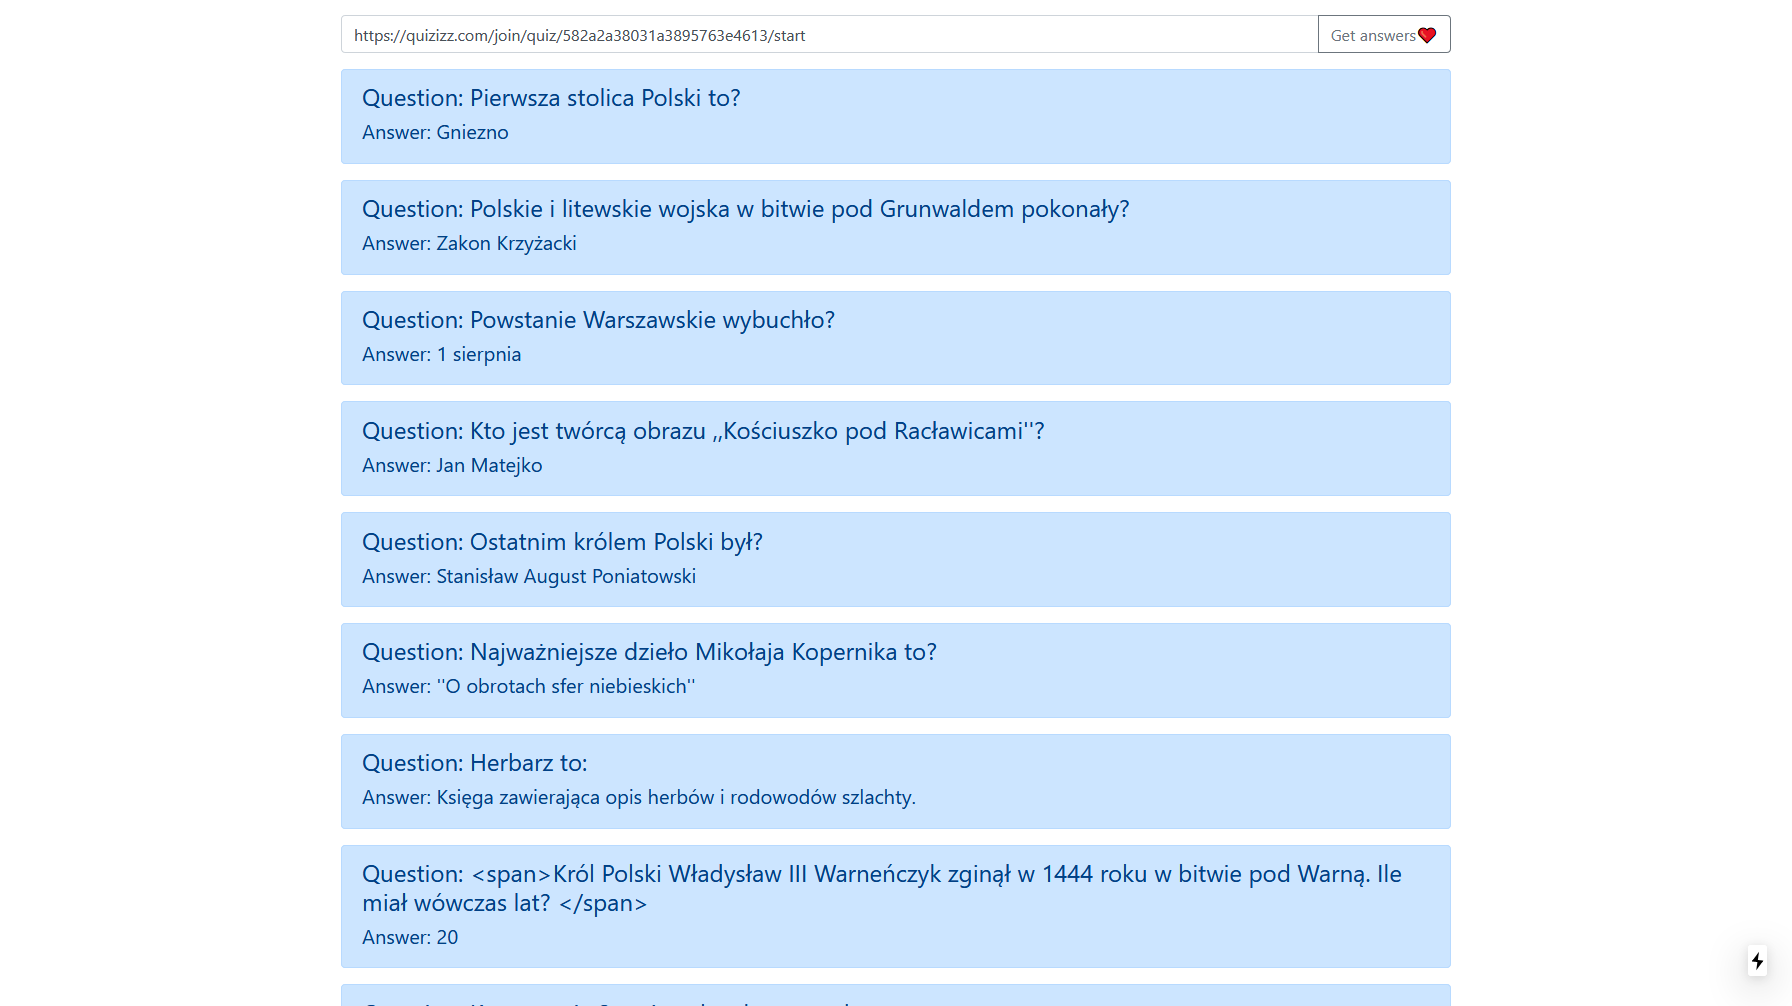 https://quizizz.com/join/quiz/582a2a38031a3895763e4613/start
Get answers
Question: Pierwsza stolica Polski to?
Answer: Gniezno
Question: Polskie i litewskie wojska w bitwie pod Grunwaldem pokonały?
Answer: Zakon Krzyżacki
Question: Powstanie Warszawskie wybuchło?
Answer: 1 sierpnia
Question: Kto jest twórcą obrazu ,,Kościuszko pod Racławicami''?
Answer: Jan Matejko
Question: Ostatnim królem Polski był?
Answer: Stanisław August Poniatowski
Question: Najważniejsze dzieło Mikołaja Kopernika to?
Answer: ''O obrotach sfer niebieskich''
Question: Herbarz to:
Answer: Księga zawierająca opis herbów i rodowodów szlachty.
Question: <span>Król Polski Władysław III Warneńczyk zginął w 1444 roku w bitwie pod Warną. Ile
miał wówczas lat? </span>
Answer: 20